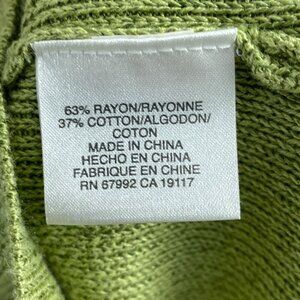 63% RAYON/RAYONNE
37% COTTON/ALGODON/
COTON
MADE IN CHINA
HECHO EN CHINA
FABRIQUE EN CHINE
RN 67992 CA 19117